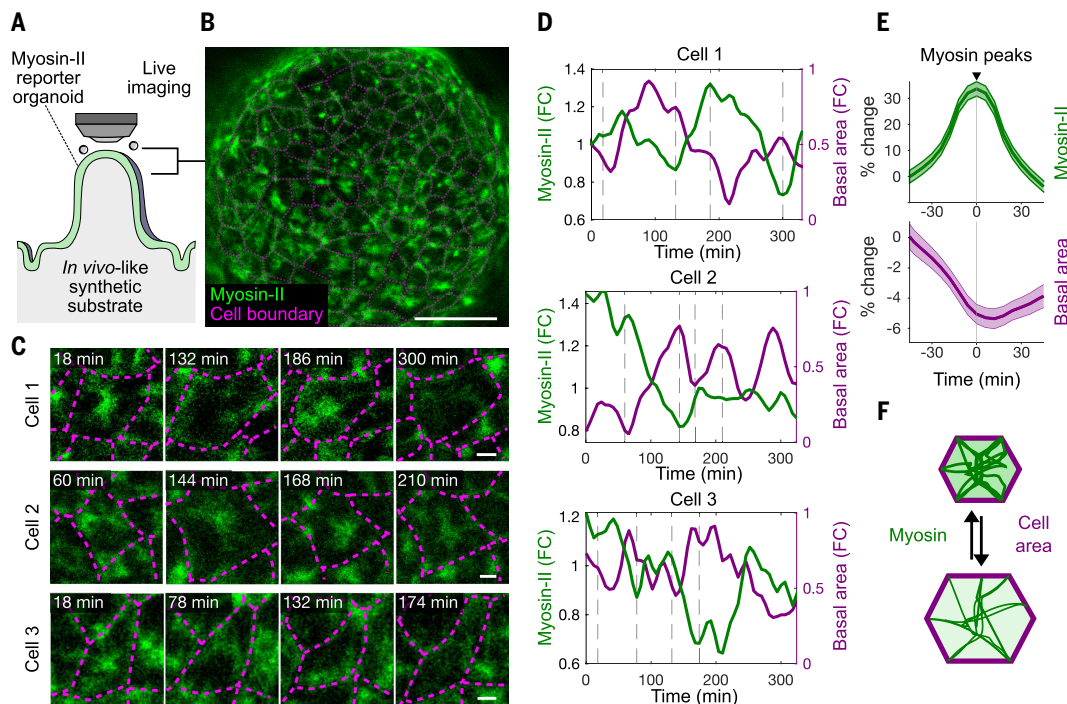 A
Myosin-II
reporter
organoid
Live
imaging
In vivo-like
synthetic
substrate
B
Myosin-II
Cell boundary
C
Cell 1
18 min
132 min
186 min
300 min
Cell 2
60 min
144 min
168 min
210 min
Cell 3
18 min
78 min
132 min
174 min
D
Cell 1
Myosin-II (FC)
1.4
1.2
1
0.8
0.6
Basal area (FC)
1
0.5
0
0
100
200
300
Time (min)
Cell 2
Myosin-II (FC)
1.4
1.2
1
0.8
Basal area (FC)
1
0.5
0
0
100
200
300
Time (min)
Cell 3
Myosin-II (FC)
1.2
1
0.8
0.6
Basal area (FC)
1
0.5
0
0
100
200
300
Time (min)
E
Myosin peaks
% change
30
20
10
0
Myosin-II
-30
0
30
% change
0
-2
-4
-6
Basal area
-30
0
30
Time (min)
F
Myosin
Cell
area